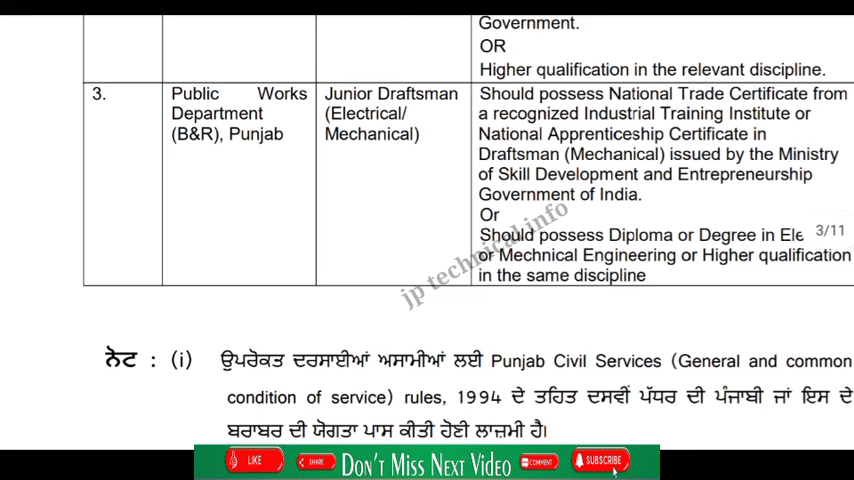 Government.
OR
Higher qualification in the relevant discipline.
3. Public Works Department (B&R), Punjab
Junior Draftsman (Electrical/ Mechanical)
Should possess National Trade Certificate from
a recognized Industrial Training Institute or
National Apprenticeship Certificate in
Draftsman (Mechanical) issued by the Ministry
of Skill Development and Entrepreneurship
Government of India.
Or
Should possess Diploma or Degree in Ele
or Mechnical Engineering or Higher qualification
in the same discipline
3/11
jp technical info
ਨੋਟ : (i) ਉਪਰੋਕਤ ਦਰਸਾਈਆਂ ਅਸਾਮੀਆਂ ਲਈ Punjab Civil Services (General and common
condition of service) rules, 1994 ਦੇ ਤਹਿਤ ਦਸਵੀਂ ਪੱਧਰ ਦੀ ਪੰਜਾਬੀ ਜਾਂ ਇਸ ਦੇ
ਬਰਾਬਰ ਦੀ ਯੋਗਤਾ ਪਾਸ ਕੀਤੀ ਹੋਣੀ ਲਾਜ਼ਮੀ ਹੈ।
LIKE SHARE DON'T MISS NEXT VIDEO COMMENT SUBSCRIBE